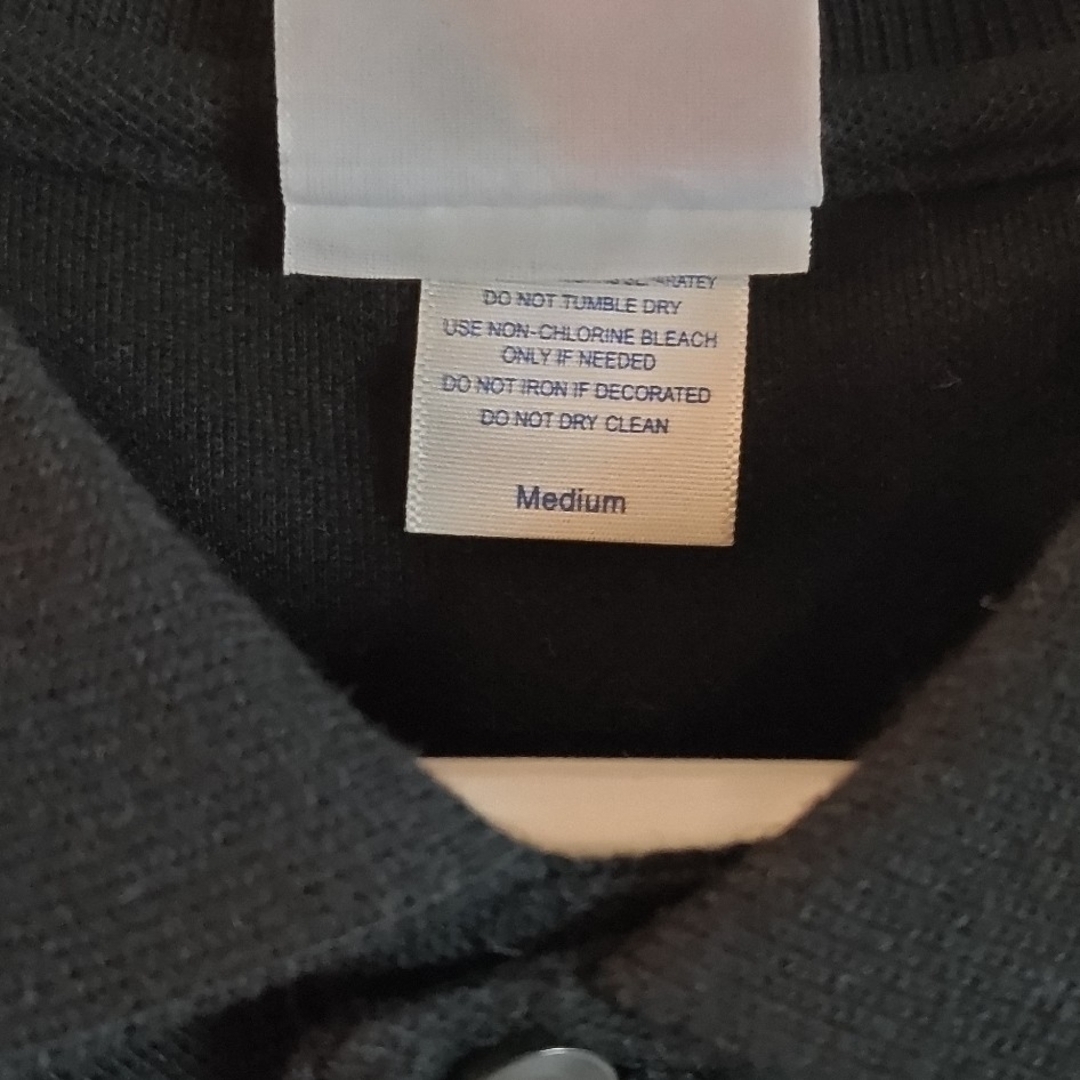 DO NOT TUMBLE DRY
USE NON-CHLORINE BLEACH
ONLY IF NEEDED
DO NOT IRON IF DECORATED
DO NOT DRY CLEAN
Medium